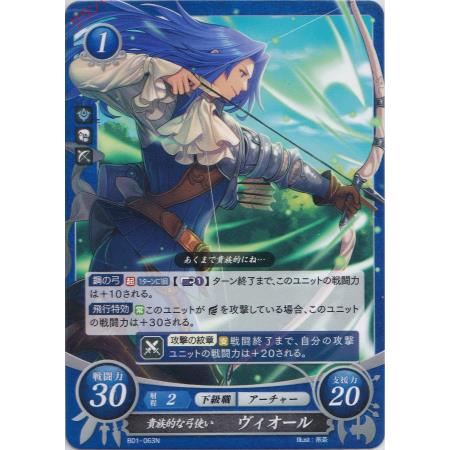 1
あくまで貴族的にね…
鋼の弓 起 1ターンに1回 【1】ターン終了まで、このユニットの戦闘力
は+10される。
飛行特効 常 このユニットが を攻撃している場合、このユニット
の戦闘力は+30される。
攻撃の紋章 支 戦闘終了まで、自分の攻撃
ユニットの戦闘力は+20される。
戦闘力
30
射程 2 下級職 アーチャー
支援力
20
貴族的な弓使い ヴィオール
B01-063N
Illust: